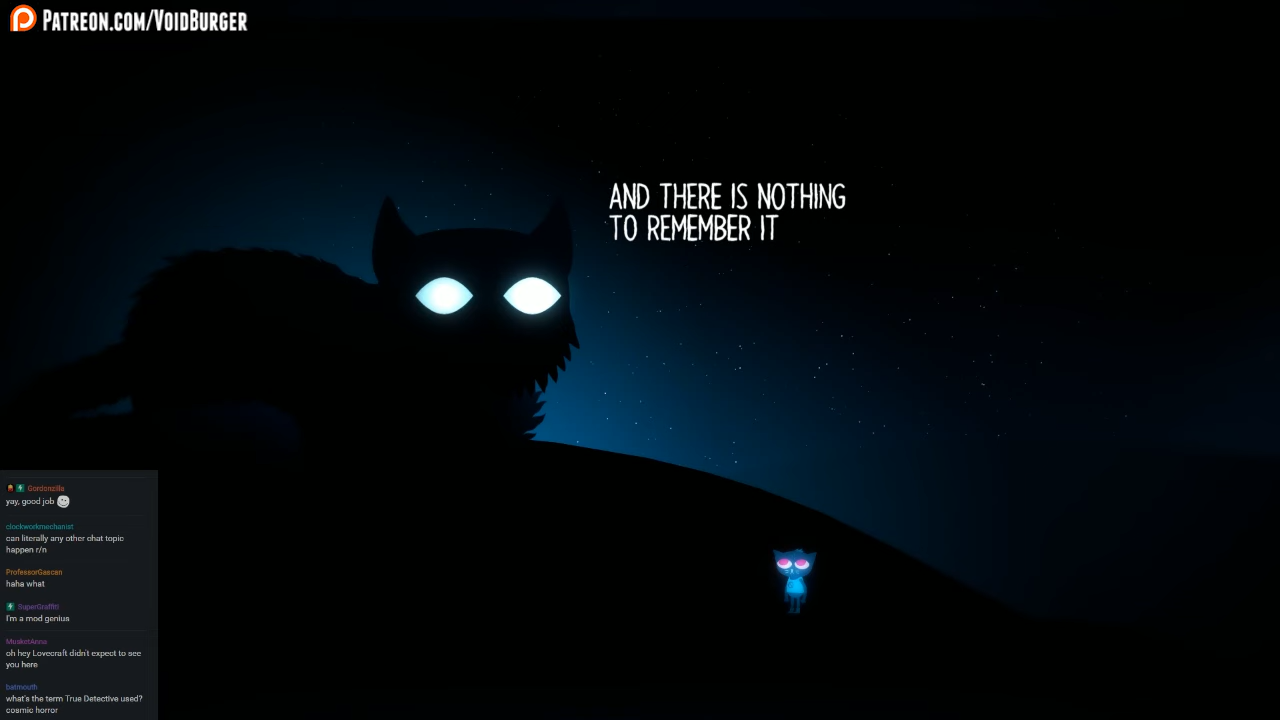 PATREON.COM/VOIDBURGER
AND THERE IS NOTHING
TO REMEMBER IT
Gordonzilla
yay, good job
clockworkmechanist
can literally any other chat topic
happen r/n
ProfessorGascan
haha what
SuperGraffiti
I'm a mod genius
MusketAnna
oh hey Lovecraft didn't expect to see
you here
batmouth
what's the term True Detective used?
cosmic horror